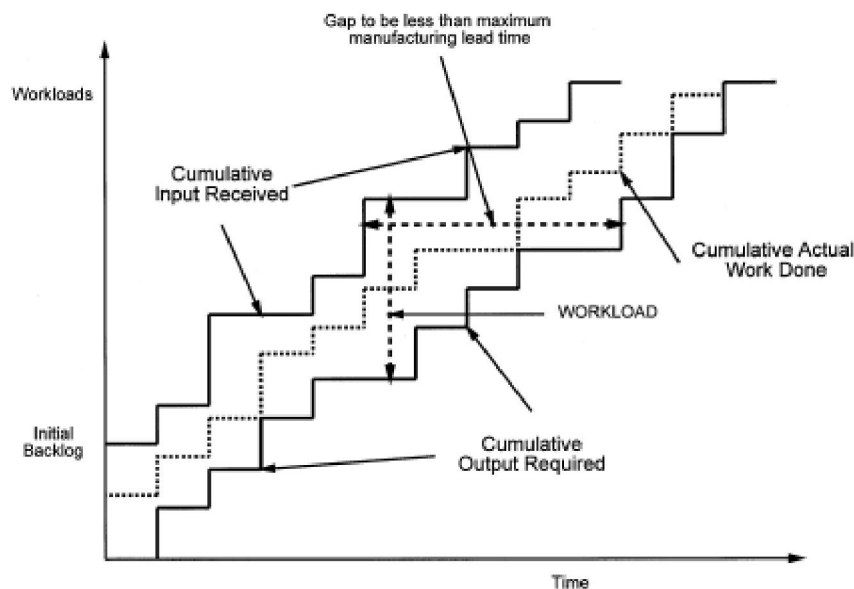 Gap to be less than maximum
manufacturing lead time
Workloads
Cumulative
Input Received
Cumulative Actual
Work Done
WORKLOAD
Initial
Backlog
Cumulative
Output Required
Time